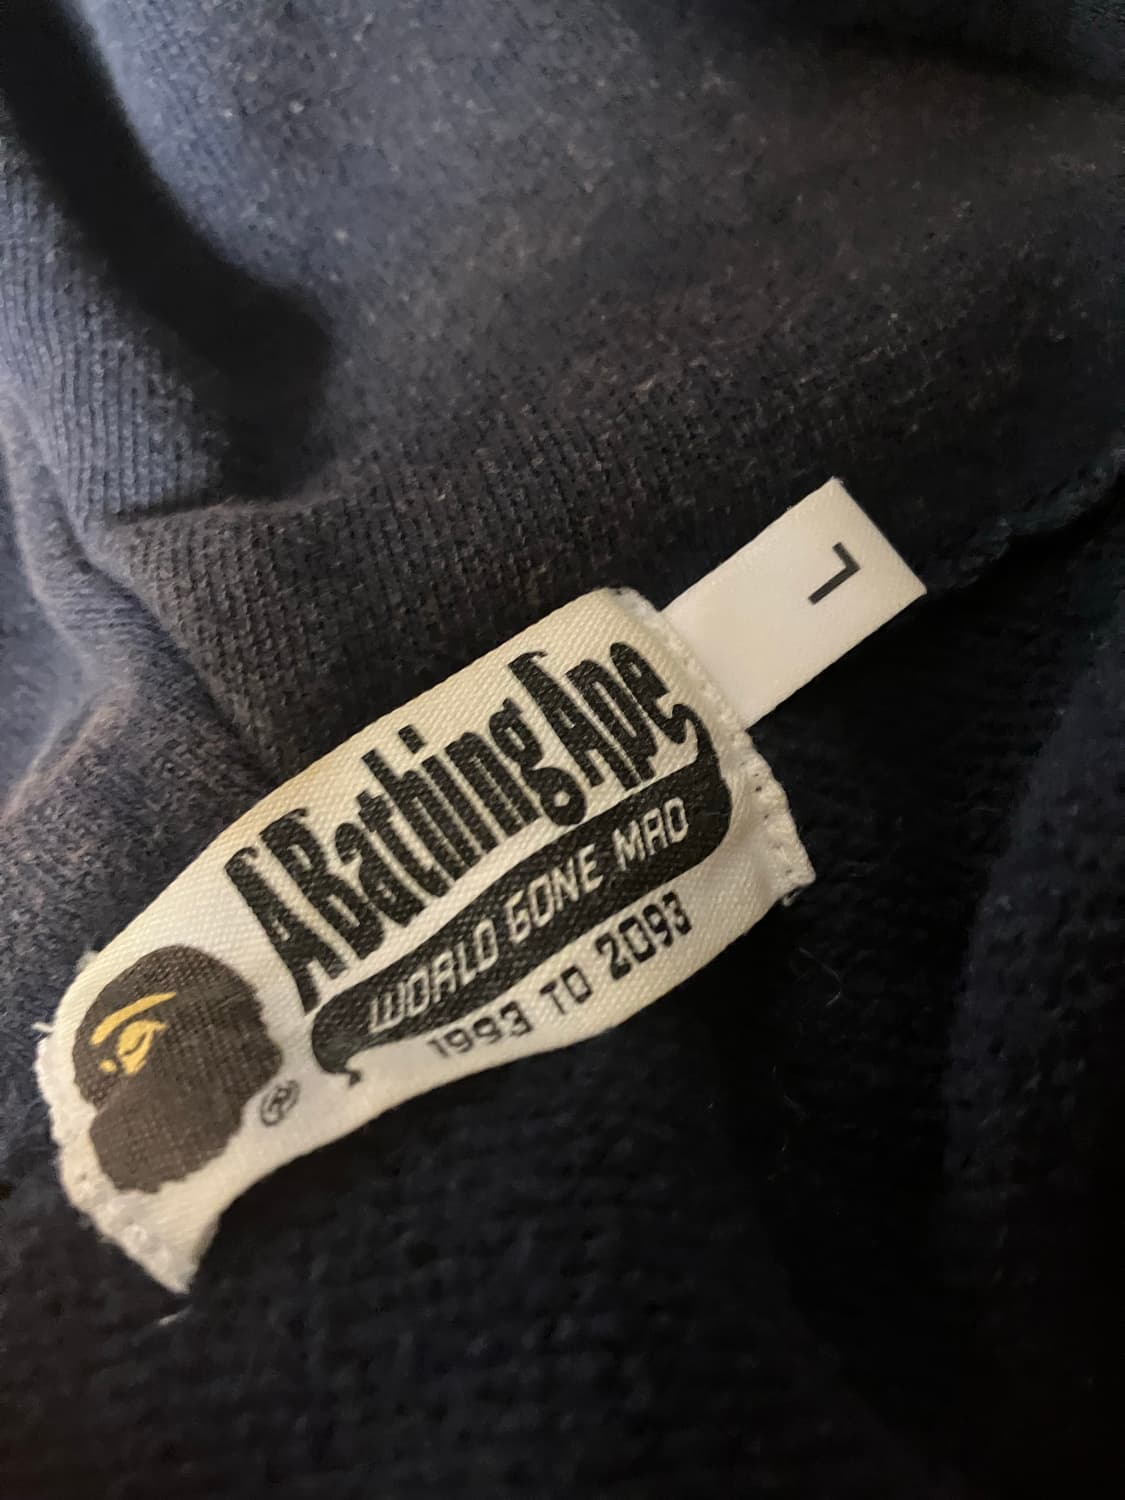 A Bathing Ape
WORLD GONE MAD
1993 TO 2093
®
L